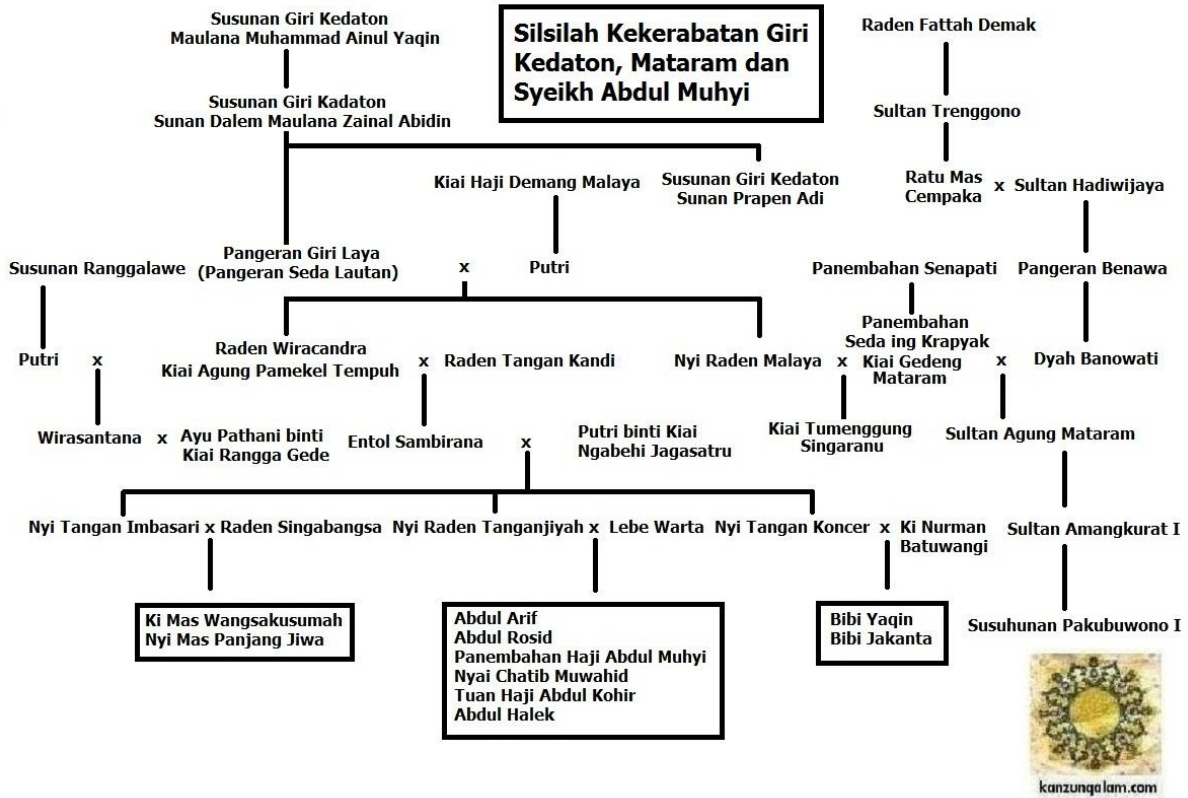 Susunan Giri Kedaton
Maulana Muhammad Ainul Yaqin
Silsilah Kekerabatan Giri
Kedaton, Mataram dan
Syeikh Abdul Muhyi
Raden Fattah Demak
Susunan Giri Kadaton
Sunan Dalem Maulana Zainal Abidin
Sultan Trenggono
Kiai Haji Demang Malaya
Susunan Giri Kedaton
Sunan Prapen Adi
Ratu Mas
Cempaka
x
Sultan Hadiwijaya
Susunan Ranggalawe
Pangeran Giri Laya
(Pangeran Seda Lautan)
x
Putri
Panembahan Senapati
Pangeran Benawa
Putri
x
Raden Wiracandra
Kiai Agung Pamekel Tempuh
x
Raden Tangan Kandi
Nyi Raden Malaya
x
Panembahan
Seda ing Krapyak
Kiai Gedeng
Mataram
x
Dyah Banowati
Wirasantana
x
Ayu Pathani binti
Kiai Rangga Gede
Entol Sambirana
x
Putri binti Kiai
Ngabehi Jagasatru
Kiai Tumenggung
Singaranu
Sultan Agung Mataram
Nyi Tangan Imbasari x Raden Singabangsa
Nyi Raden Tanganjiyah x Lebe Warta
Nyi Tangan Koncer x Ki Nurman
Batuwangi
Sultan Amangkurat I
Ki Mas Wangsakusumah
Nyi Mas Panjang Jiwa
Abdul Arif
Abdul Rosid
Panembahan Haji Abdul Muhyi
Nyai Chatib Muwahid
Tuan Haji Abdul Kohir
Abdul Halek
Bibi Yaqin
Bibi Jakanta
Susuhunan Pakubuwono I
kanzunqalam.com